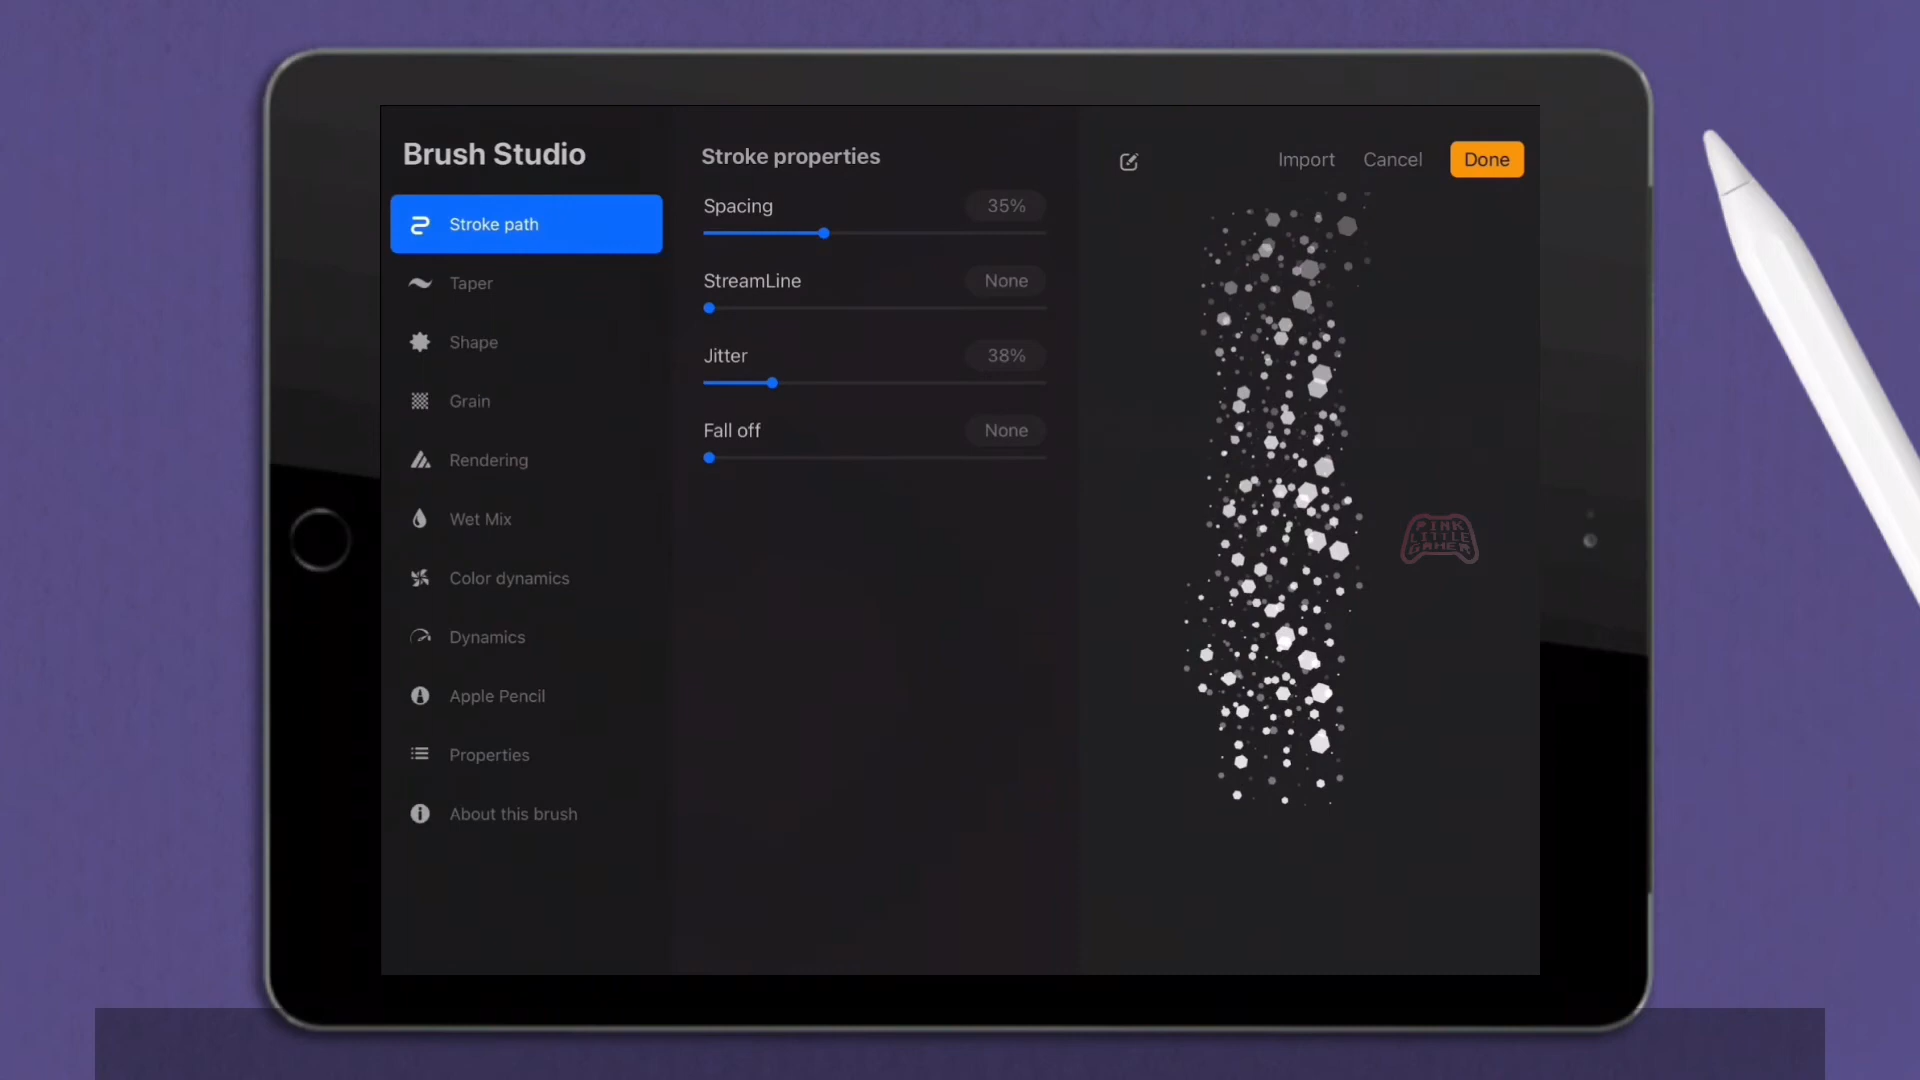 Brush Studio
Stroke path
Taper
Shape
Grain
Rendering
Wet Mix
Color dynamics
Dynamics
Apple Pencil
Properties
About this brush
Stroke properties
Spacing 35%
StreamLine None
Jitter 38%
Fall off None
Import Cancel Done
PINK
LITTLE
GAMER